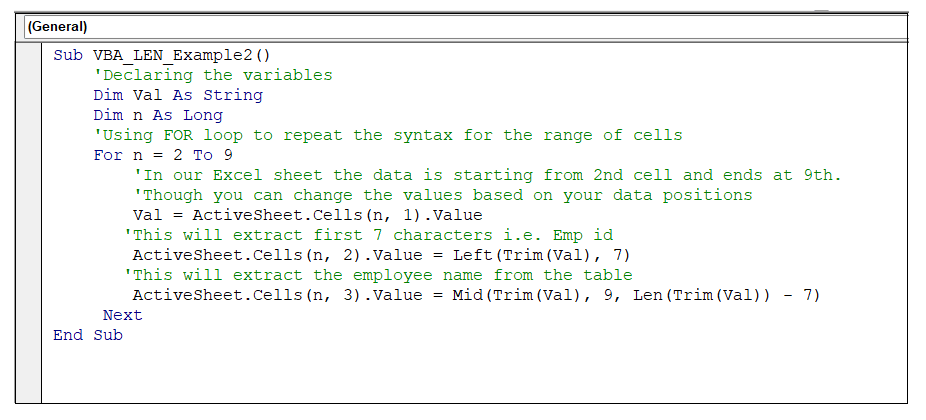 (General)
Sub VBA_LEN_Example2()
'Declaring the variables
Dim Val As String
Dim n As Long
'Using FOR loop to repeat the syntax for the range of cells
For n = 2 To 9
'In our Excel sheet the data is starting from 2nd cell and ends at 9th.
'Though you can change the values based on your data positions
Val = ActiveSheet.Cells(n, 1).Value
'This will extract first 7 characters i.e. Emp id
ActiveSheet.Cells(n, 2).Value = Left(Trim(Val), 7)
'This will extract the employee name from the table
ActiveSheet.Cells(n, 3).Value = Mid(Trim(Val), 9, Len(Trim(Val)) - 7)
Next
End Sub